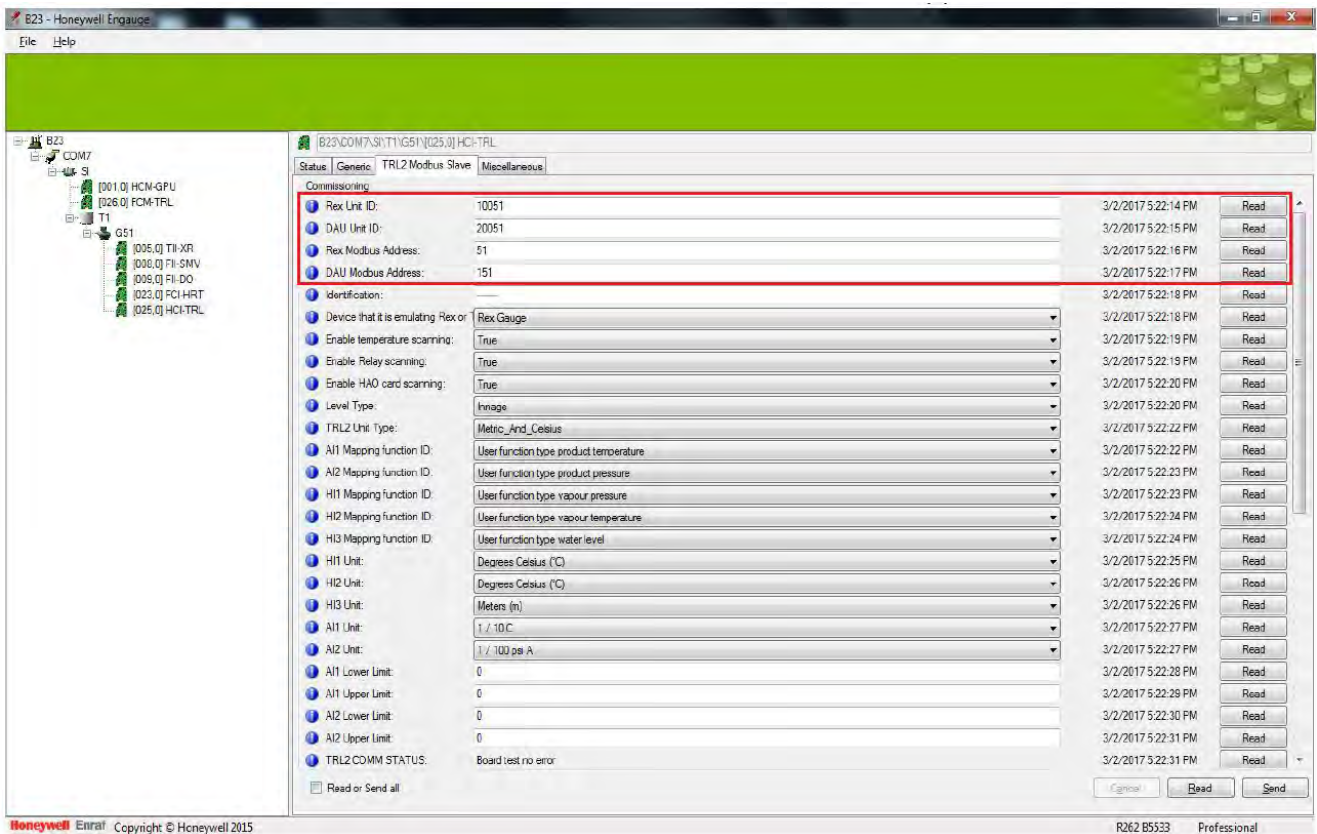 B23 - Honeywell Engauge
File Help
B23
COM7
SI
[001.0] HCM-GPU
[026.0] FCM-TRL
T1
G51
[005,0] TII-XR
[008,0] FII-SMV
[009,0] FII-DO
[023,0] FCI-HRT
[025,0] HCI-TRL
B23\COM7\SI\T1\G51\[025,0] HCI-TRL
Status Generic TRL2 Modbus Slave Miscellaneous
Commissioning
Rex Unit ID: 10051 3/2/2017 5:22:14 PM Read
DAU Unit ID: 20051 3/2/2017 5:22:15 PM Read
Rex Modbus Address: 51 3/2/2017 5:22:16 PM Read
DAU Modbus Address: 151 3/2/2017 5:22:17 PM Read
Identification: ------ 3/2/2017 5:22:18 PM Read
Device that it is emulating Rex or Rex Gauge 3/2/2017 5:22:18 PM Read
Enable temperature scanning: True 3/2/2017 5:22:19 PM Read
Enable Relay scanning: True 3/2/2017 5:22:19 PM Read
Enable HAO card scanning: True 3/2/2017 5:22:20 PM Read
Level Type: Innage 3/2/2017 5:22:20 PM Read
TRL2 Unit Type: Metric_And_Celsius 3/2/2017 5:22:22 PM Read
AI1 Mapping function ID: User function type product temperature 3/2/2017 5:22:22 PM Read
AI2 Mapping function ID: User function type product pressure 3/2/2017 5:22:23 PM Read
HI1 Mapping function ID: User function type vapour pressure 3/2/2017 5:22:23 PM Read
HI2 Mapping function ID: User function type vapour temperature 3/2/2017 5:22:24 PM Read
HI3 Mapping function ID: User function type water level 3/2/2017 5:22:24 PM Read
HI1 Unit: Degrees Celsius (°C) 3/2/2017 5:22:25 PM Read
HI2 Unit: Degrees Celsius (°C) 3/2/2017 5:22:26 PM Read
HI3 Unit: Meters (m) 3/2/2017 5:22:26 PM Read
AI1 Unit: 1 / 10 C 3/2/2017 5:22:27 PM Read
AI2 Unit: 1 / 100 psi A 3/2/2017 5:22:27 PM Read
AI1 Lower Limit: 0 3/2/2017 5:22:28 PM Read
AI1 Upper Limit: 0 3/2/2017 5:22:29 PM Read
AI2 Lower Limit: 0 3/2/2017 5:22:30 PM Read
AI2 Upper Limit: 0 3/2/2017 5:22:31 PM Read
TRL2 COMM STATUS: Board test no error 3/2/2017 5:22:31 PM Read
Read or Send all Cancel Read Send
Honeywell Enraf Copyright © Honeywell 2015 R262 B5533 Professional